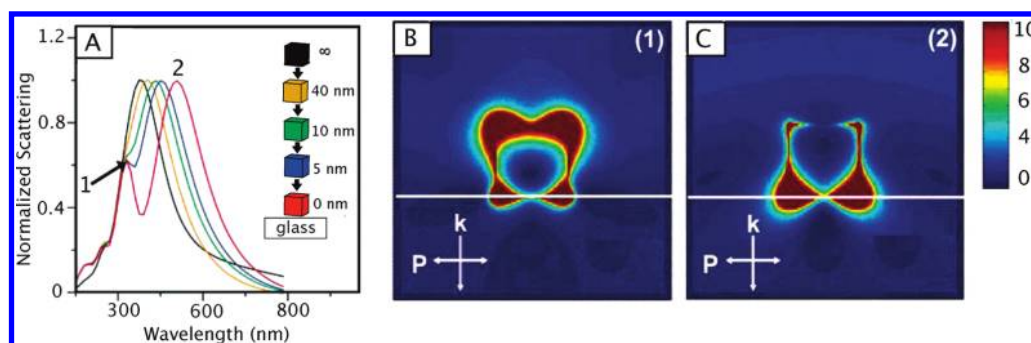 A
1.2
0.8
0.4
0
300
600
800
Normalized Scattering
Wavelength (nm)
1
2
∞
40 nm
10 nm
5 nm
0 nm
glass
B
(1)
k
P
C
(2)
k
P
10
8
6
4
2
0